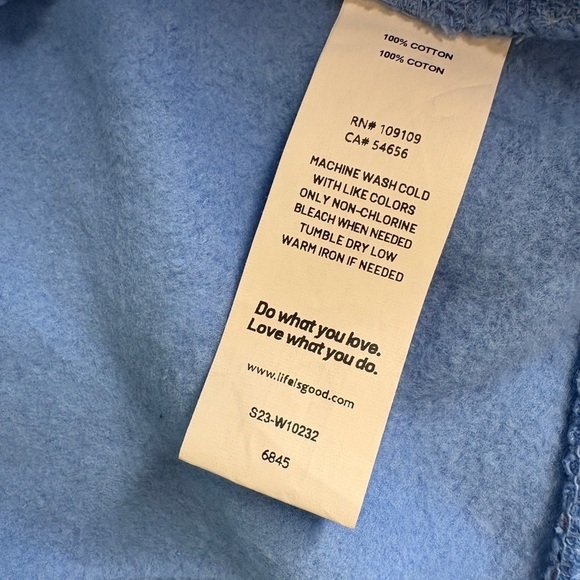 100% COTTON
100% COTON
RN# 109109
CA# 54656
MACHINE WASH COLD
WITH LIKE COLORS
ONLY NON-CHLORINE
BLEACH WHEN NEEDED
TUMBLE DRY LOW
WARM IRON IF NEEDED
Do what you love.
Love what you do.
www.lifeisgood.com
S23-W10232
6845